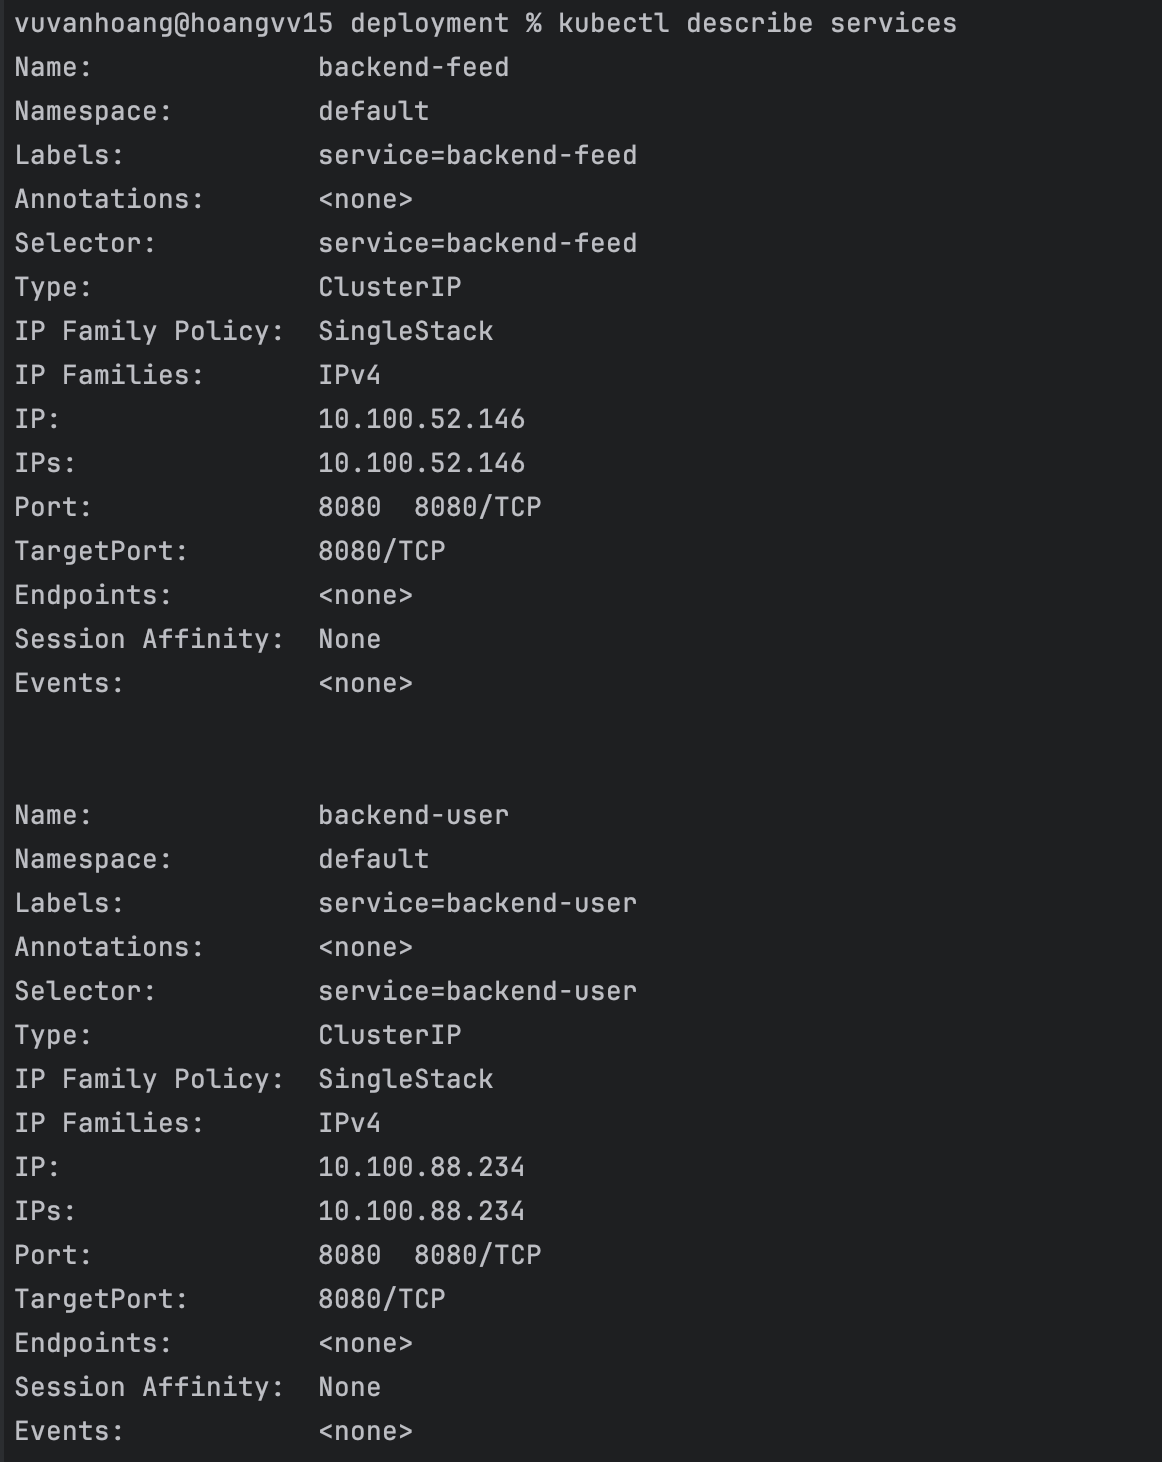 vuvanhoang@hoangvv15 deployment % kubectl describe services
Name:              backend-feed
Namespace:         default
Labels:            service=backend-feed
Annotations:       <none>
Selector:          service=backend-feed
Type:              ClusterIP
IP Family Policy:  SingleStack
IP Families:       IPv4
IP:                10.100.52.146
IPs:               10.100.52.146
Port:              8080  8080/TCP
TargetPort:        8080/TCP
Endpoints:         <none>
Session Affinity:  None
Events:            <none>
Name:              backend-user
Namespace:         default
Labels:            service=backend-user
Annotations:       <none>
Selector:          service=backend-user
Type:              ClusterIP
IP Family Policy:  SingleStack
IP Families:       IPv4
IP:                10.100.88.234
IPs:               10.100.88.234
Port:              8080  8080/TCP
TargetPort:        8080/TCP
Endpoints:         <none>
Session Affinity:  None
Events:            <none>